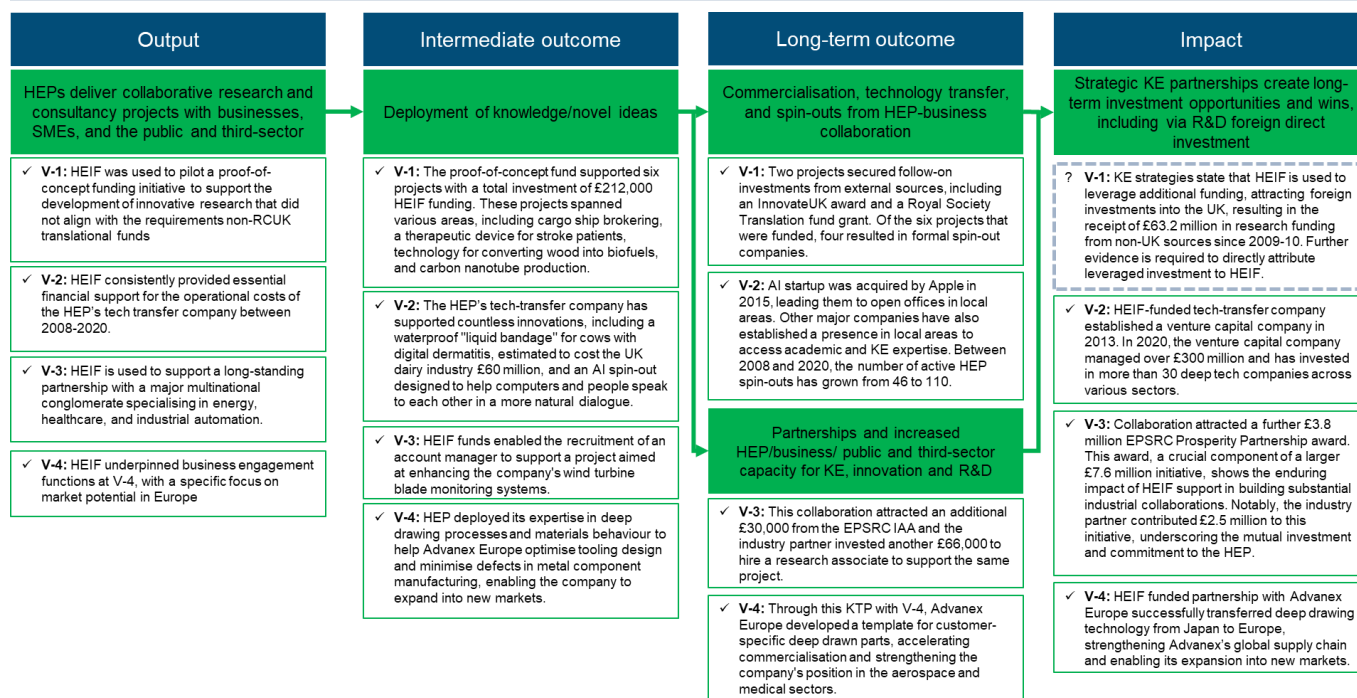 Output
HEPs deliver collaborative research and
consultancy projects with businesses,
SMEs, and the public and third-sector
✓ V-1: HEIF was used to pilot a proof-of-
concept funding initiative to support the
development of innovative research that did
not align with the requirements non-RCUK
translational funds
✓ V-2: HEIF consistently provided essential
financial support for the operational costs of
the HEP's tech transfer company between
2008-2020.
✓ V-3: HEIF is used to support a long-standing
partnership with a major multinational
conglomerate specialising in energy,
healthcare, and industrial automation.
✓ V-4: HEIF underpinned business engagement
functions at V-4, with a specific focus on
market potential in Europe
Intermediate outcome
Deployment of knowledge/novel ideas
✓ V-1: The proof-of-concept fund supported six
projects with a total investment of £212,000
HEIF funding. These projects spanned
various areas, including cargo ship brokering,
a therapeutic device for stroke patients,
technology for converting wood into biofuels,
and carbon nanotube production.
✓ V-2: The HEP's tech-transfer company has
supported countless innovations, including a
waterproof "liquid bandage" for cows with
digital dermatitis, estimated to cost the UK
dairy industry £60 million, and an AI spin-out
designed to help computers and people speak
to each other in a more natural dialogue.
✓ V-3: HEIF funds enabled the recruitment of an
account manager to support a project aimed
at enhancing the company's wind turbine
blade monitoring systems.
✓ V-4: HEP deployed its expertise in deep
drawing processes and materials behaviour to
help Advanex Europe optimise tooling design
and minimise defects in metal component
manufacturing, enabling the company to
expand into new markets.
Long-term outcome
Commercialisation, technology transfer,
and spin-outs from HEP-business
collaboration
✓ V-1: Two projects secured follow-on
investments from external sources, including
an InnovateUK award and a Royal Society
Translation fund grant. Of the six projects that
were funded, four resulted in formal spin-out
companies.
✓ V-2: AI startup was acquired by Apple in
2015, leading them to open offices in local
areas. Other major companies have also
established a presence in local areas to
access academic and KE expertise. Between
2008 and 2020, the number of active HEP
spin-outs has grown from 46 to 110.
Partnerships and increased
HEP/business/ public and third-sector
capacity for KE, innovation and R&D
✓ V-3: This collaboration attracted an additional
£30,000 from the EPSRC IAA and the
industry partner invested another £66,000 to
hire a research associate to support the same
project.
✓ V-4: Through this KTP with V-4, Advanex
Europe developed a template for customer-
specific deep drawn parts, accelerating
commercialisation and strengthening the
company's position in the aerospace and
medical sectors.
Impact
Strategic KE partnerships create long-
term investment opportunities and wins,
including via R&D foreign direct
investment
? V-1: KE strategies state that HEIF is used to
leverage additional funding, attracting foreign
investments into the UK, resulting in the
receipt of £63.2 million in research funding
from non-UK sources since 2009-10. Further
evidence is required to directly attribute
leveraged investment to HEIF.
✓ V-2: HEIF-funded tech-transfer company
established a venture capital company in
2013. In 2020, the venture capital company
managed over £300 million and has invested
in more than 30 deep tech companies across
various sectors.
✓ V-3: Collaboration attracted a further £3.8
million EPSRC Prosperity Partnership award.
This award, a crucial component of a larger
£7.6 million initiative, shows the enduring
impact of HEIF support in building substantial
industrial collaborations. Notably, the industry
partner contributed £2.5 million to this
initiative, underscoring the mutual investment
and commitment to the HEP.
✓ V-4: HEIF funded partnership with Advanex
Europe successfully transferred deep drawing
technology from Japan to Europe,
strengthening Advanex's global supply chain
and enabling its expansion into new markets.